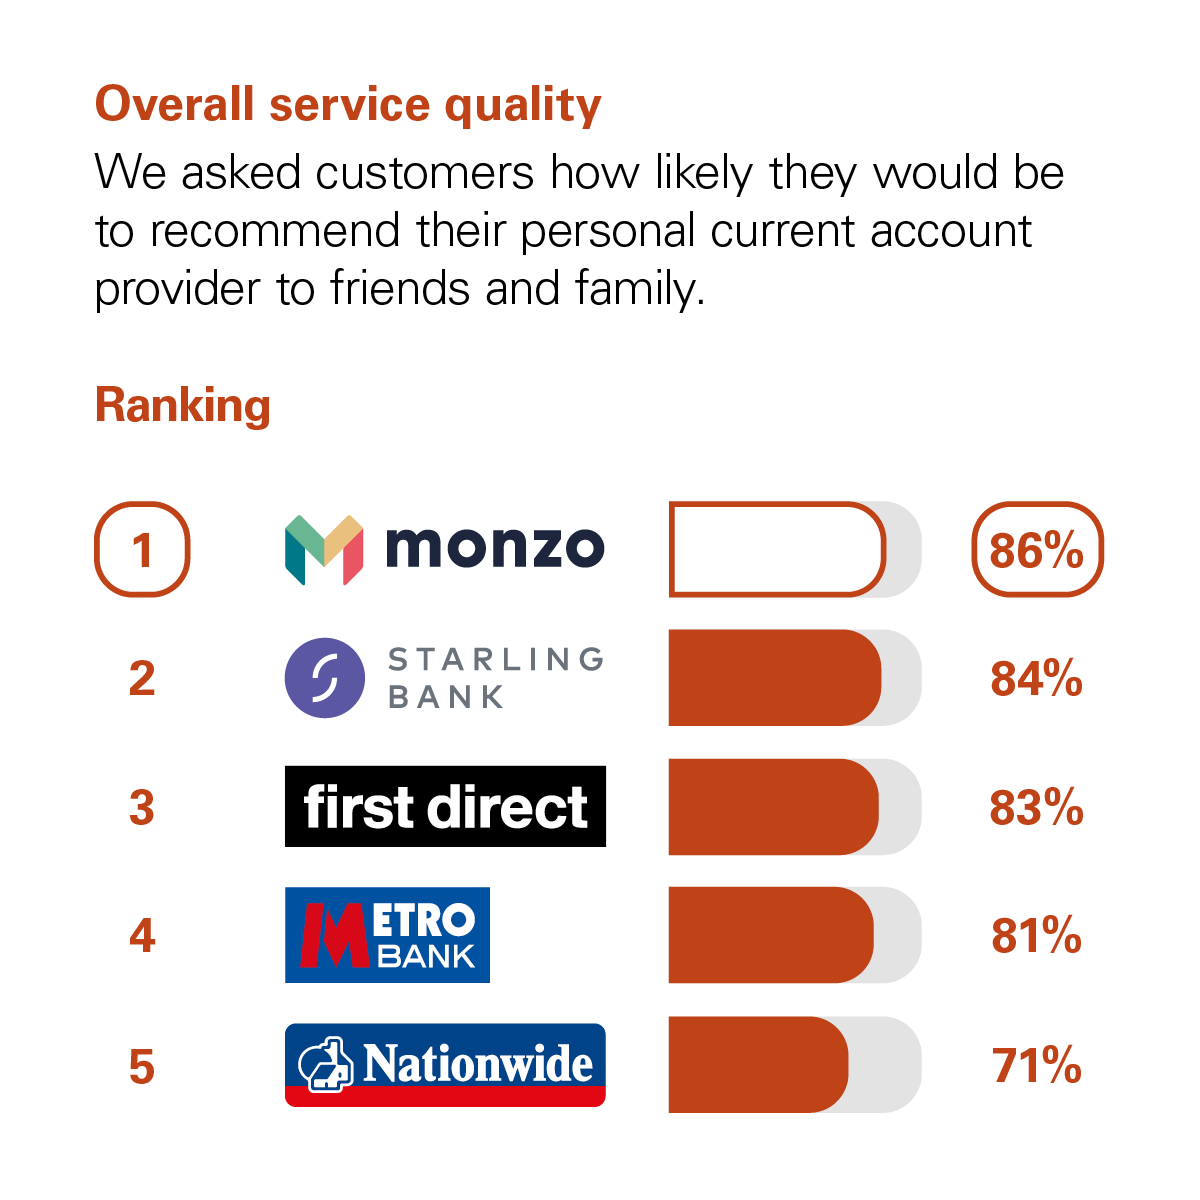 Overall service quality
We asked customers how likely they would be
to recommend their personal current account
provider to friends and family.
Ranking
1 monzo 86%
2 STARLING BANK 84%
3 first direct 83%
4 METRO BANK 81%
5 Nationwide 71%